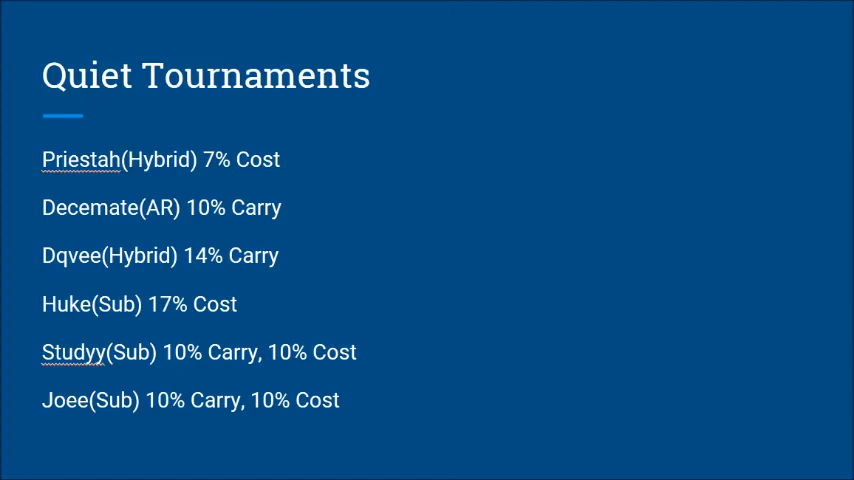 Quiet Tournaments
Priestah(Hybrid) 7% Cost
Decemate(AR) 10% Carry
Dqvee(Hybrid) 14% Carry
Huke(Sub) 17% Cost
Studyy(Sub) 10% Carry, 10% Cost
Joee(Sub) 10% Carry, 10% Cost